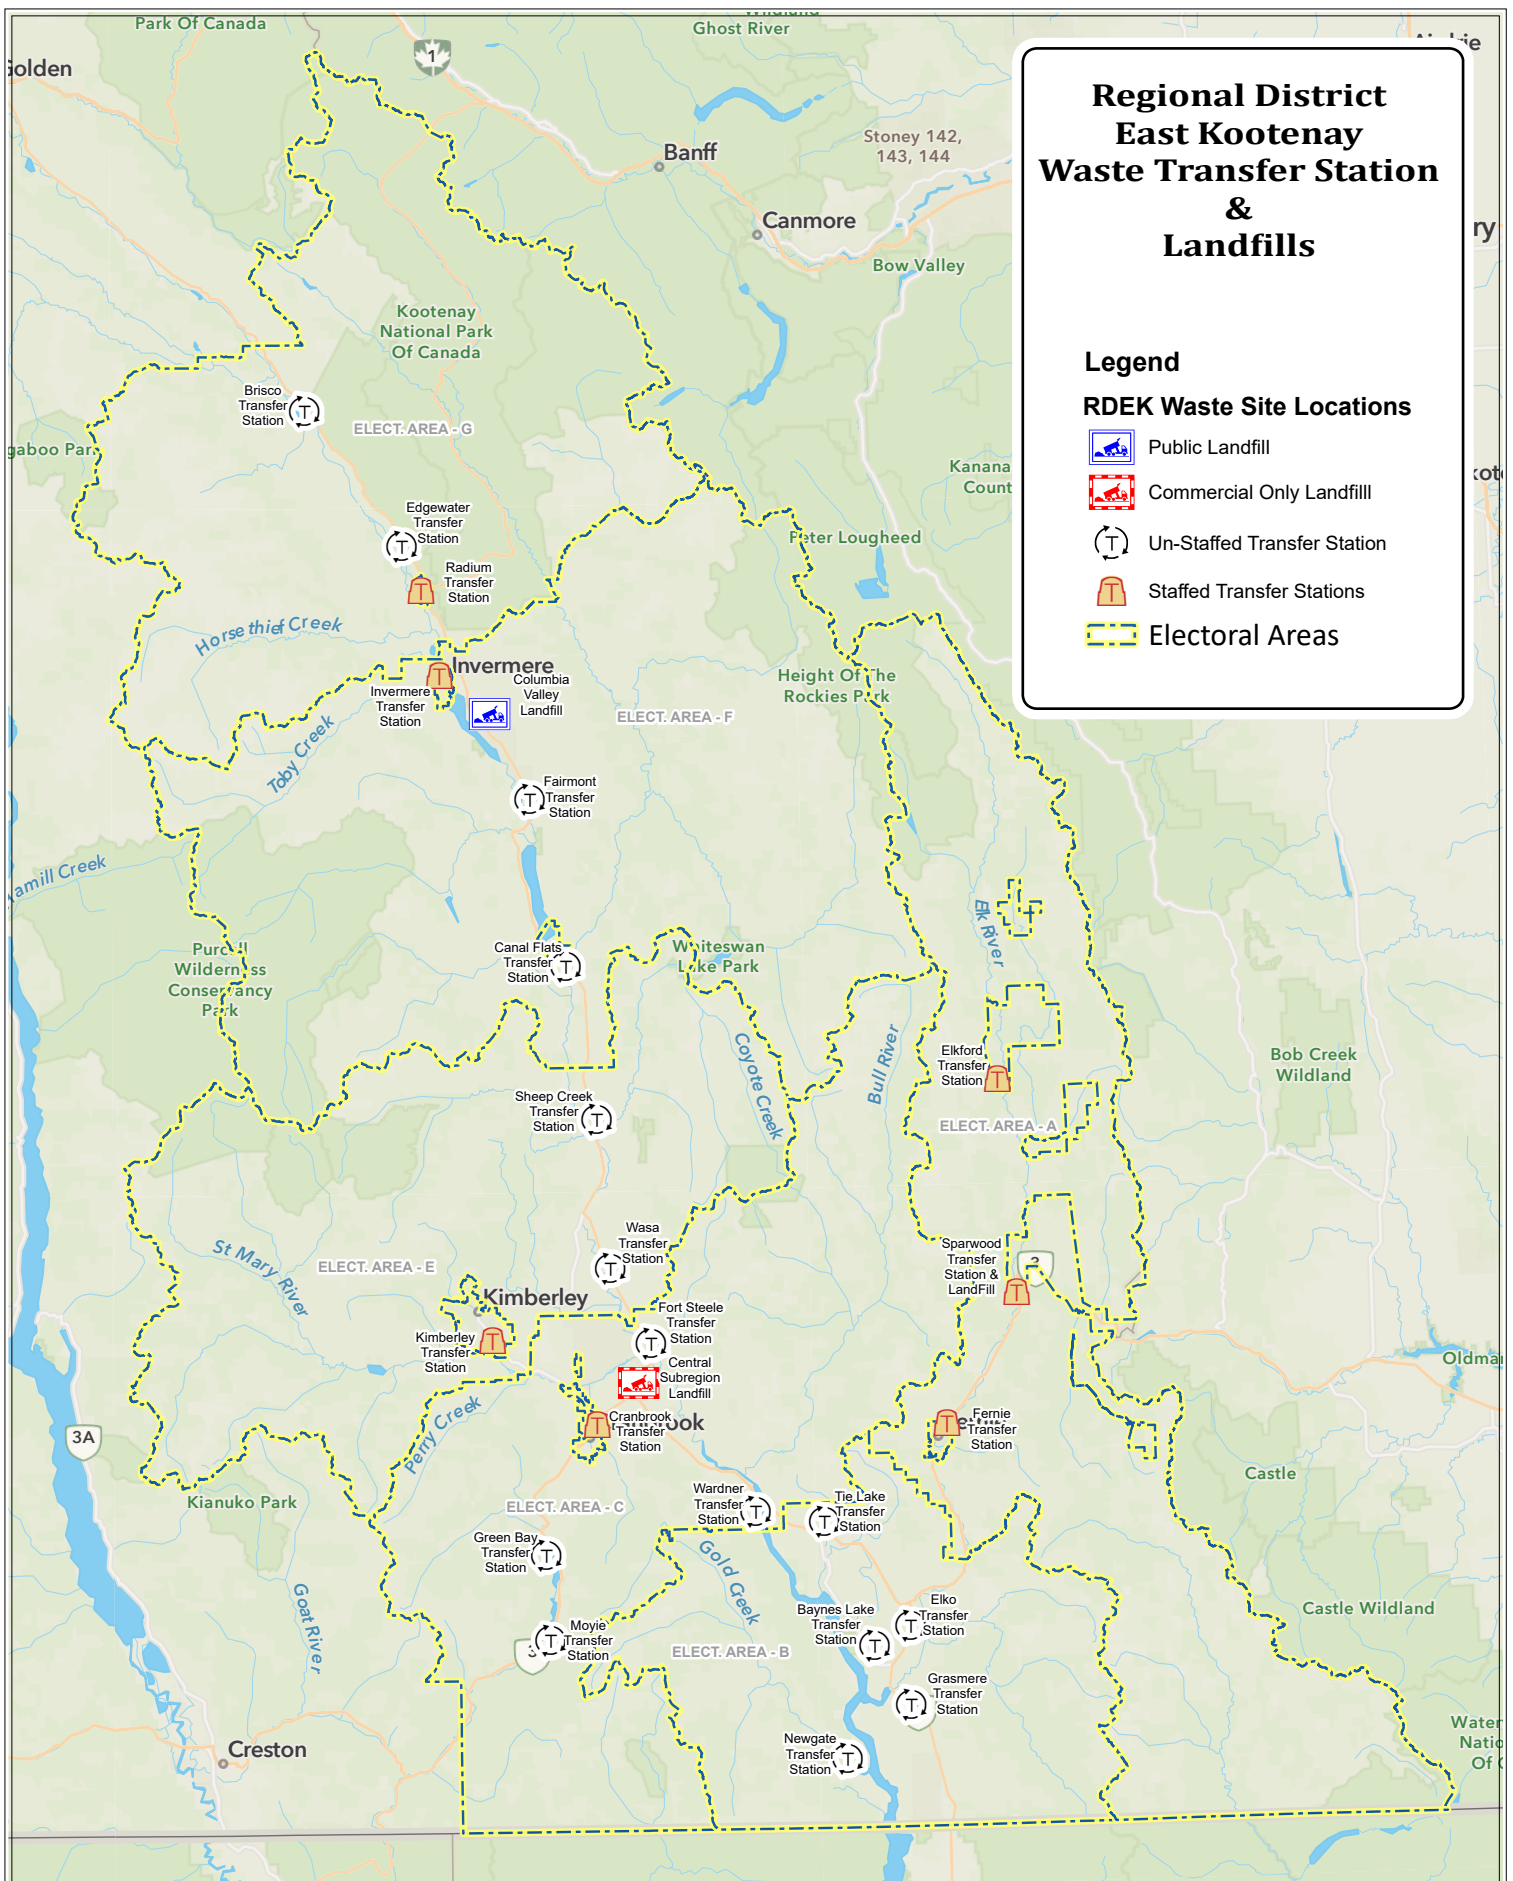 Park Of Canada
Ghost River
Golden
1
Banff
Stoney 142,
143, 144
Canmore
Bow Valley
Regional District
East Kootenay
Waste Transfer Station
&
Landfills
Legend
RDEK Waste Site Locations
Public Landfill
Commercial Only Landfilll
Un-Staffed Transfer Station
Staffed Transfer Stations
Electoral Areas
Kootenay
National Park
Of Canada
Brisco
Transfer
Station
T
ELECT. AREA - G
Edgewater
Transfer
Station
T
Radium
Transfer
Station
T
Peter Lougheed
Horsethief Creek
Invermere
Invermere
Transfer
Station
T
Columbia
Valley
Landfill
Height Of The
Rockies Park
ELECT. AREA - F
Toby Creek
Fairmont
Transfer
Station
T
Elk River
Purcell
Wilderness
Conservancy
Park
Canal Flats
Transfer
Station
T
Whiteswan
Lake Park
Coyote Creek
Bull River
Elkford
Transfer
Station
T
Bob Creek
Wildland
Sheep Creek
Transfer
Station
T
ELECT. AREA - A
St Mary River
ELECT. AREA - E
Wasa
Transfer
Station
T
Sparwood
Transfer
Station &
LandFill
T
Kimberley
Kimberley
Transfer
Station
T
Fort Steele
Transfer
Station
T
Central
Subregion
Landfill
3A
Perry Creek
Cranbrook
Transfer
Station
T
Fernie
Transfer
Station
T
Castle
Kianuko Park
ELECT. AREA - C
Wardner
Transfer
Station
T
Tie Lake
Transfer
Station
T
Green Bay
Transfer
Station
T
Gold Creek
Goat River
Moyie
Transfer
Station
T
3
Baynes Lake
Transfer
Station
T
Elko
Transfer
Station
T
Castle Wildland
ELECT. AREA - B
Grasmere
Transfer
Station
T
Newgate
Transfer
Station
T
Creston